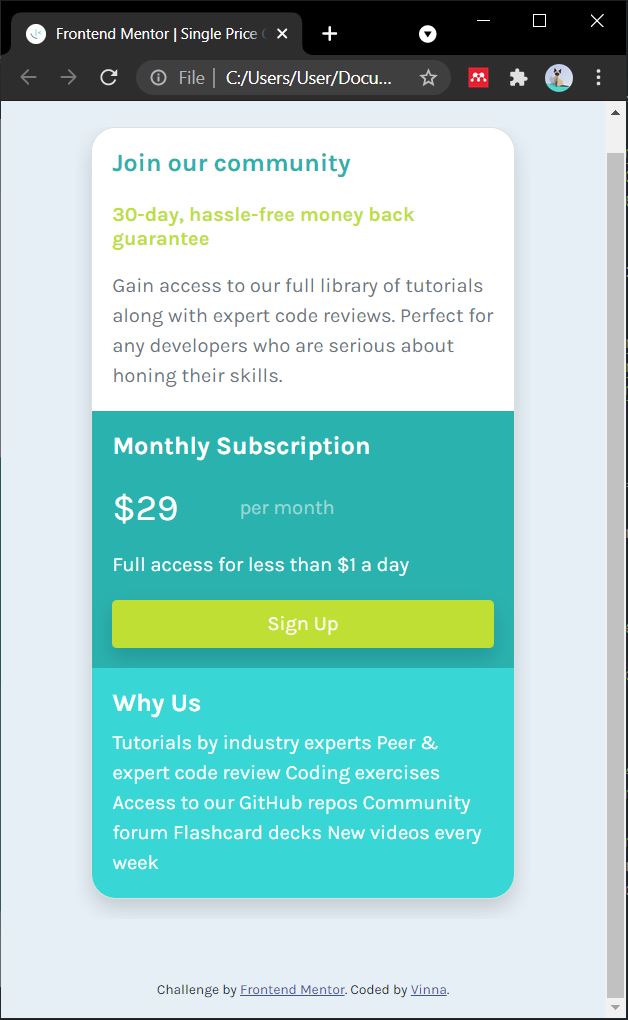 Frontend Mentor | Single Price
File | C:/Users/User/Docu...
Join our community
30-day, hassle-free money back
guarantee
Gain access to our full library of tutorials
along with expert code reviews. Perfect for
any developers who are serious about
honing their skills.
Monthly Subscription
$29 per month
Full access for less than $1 a day
Sign Up
Why Us
Tutorials by industry experts Peer &
expert code review Coding exercises
Access to our GitHub repos Community
forum Flashcard decks New videos every
week
Challenge by Frontend Mentor. Coded by Vinna.